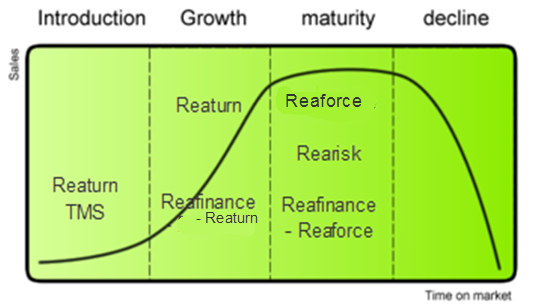 Introduction Growth maturity decline
Sales
Reaturn
Reaforce
Rearisk
Reaturn
TMS
Reafinance
- Reaturn
Reafinance
- Reaforce
Time on market